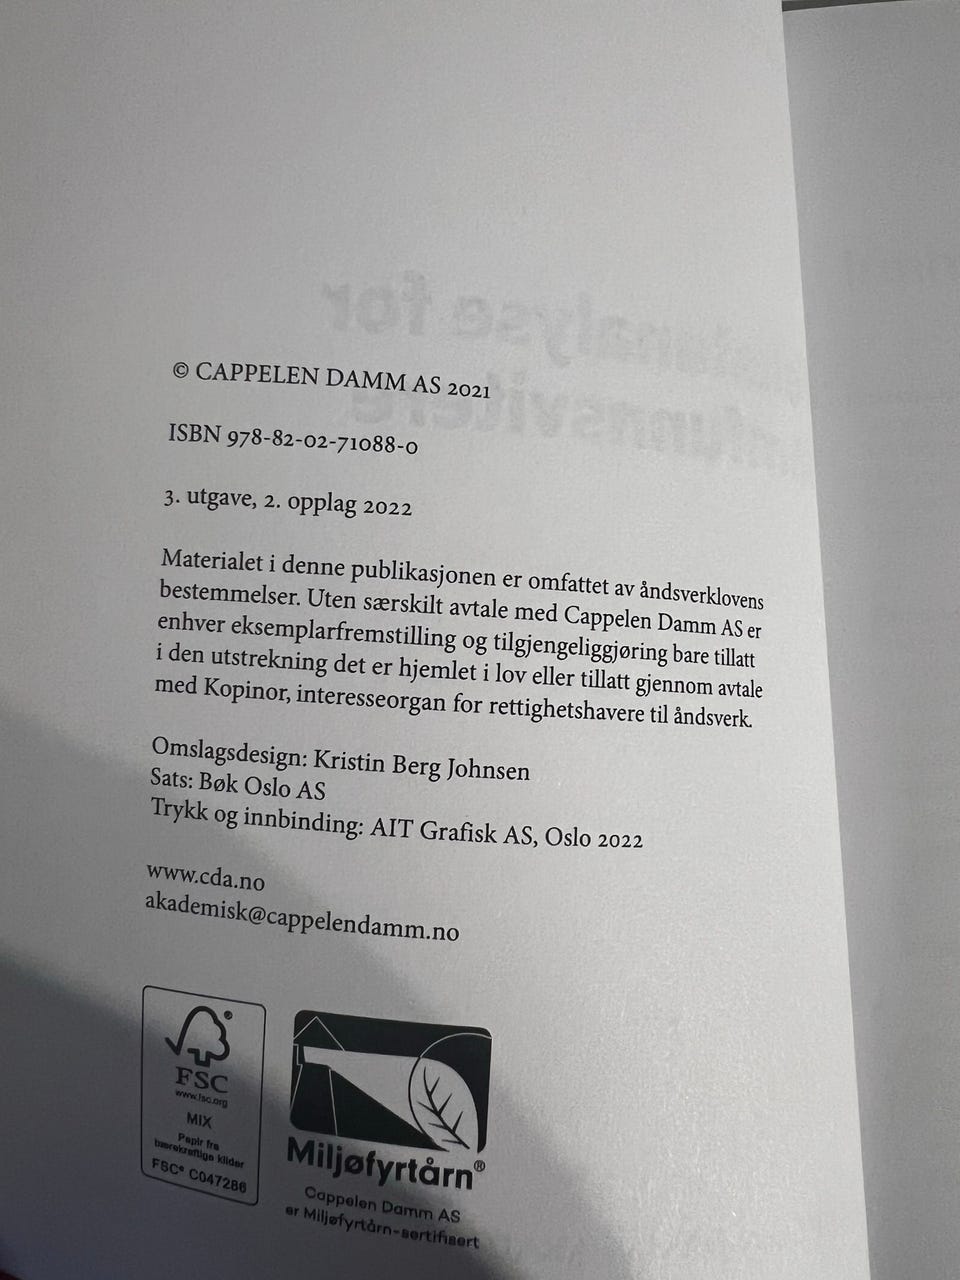 © CAPPELEN DAMM AS 2021
ISBN 978-82-02-71088-0
3. utgave, 2. opplag 2022
Materialet i denne publikasjonen er omfattet av åndsverklovens
bestemmelser. Uten særskilt avtale med Cappelen Damm AS er
enhver eksemplarfremstilling og tilgjengeliggjøring bare tillatt
i den utstrekning det er hjemlet i lov eller tillatt gjennom avtale
med Kopinor, interesseorgan for rettighetshavere til åndsverk.
Omslagsdesign: Kristin Berg Johnsen
Sats: Bøk Oslo AS
Trykk og innbinding: AIT Grafisk AS, Oslo 2022
www.cda.no
akademisk@cappelendamm.no
®
FSC
www.fsc.org
MIX
Papir fra
bærekraftige kilder
FSC® C047286
Miljøfyrtårn®
Cappelen Damm AS
er Miljøfyrtårn-sertifisert